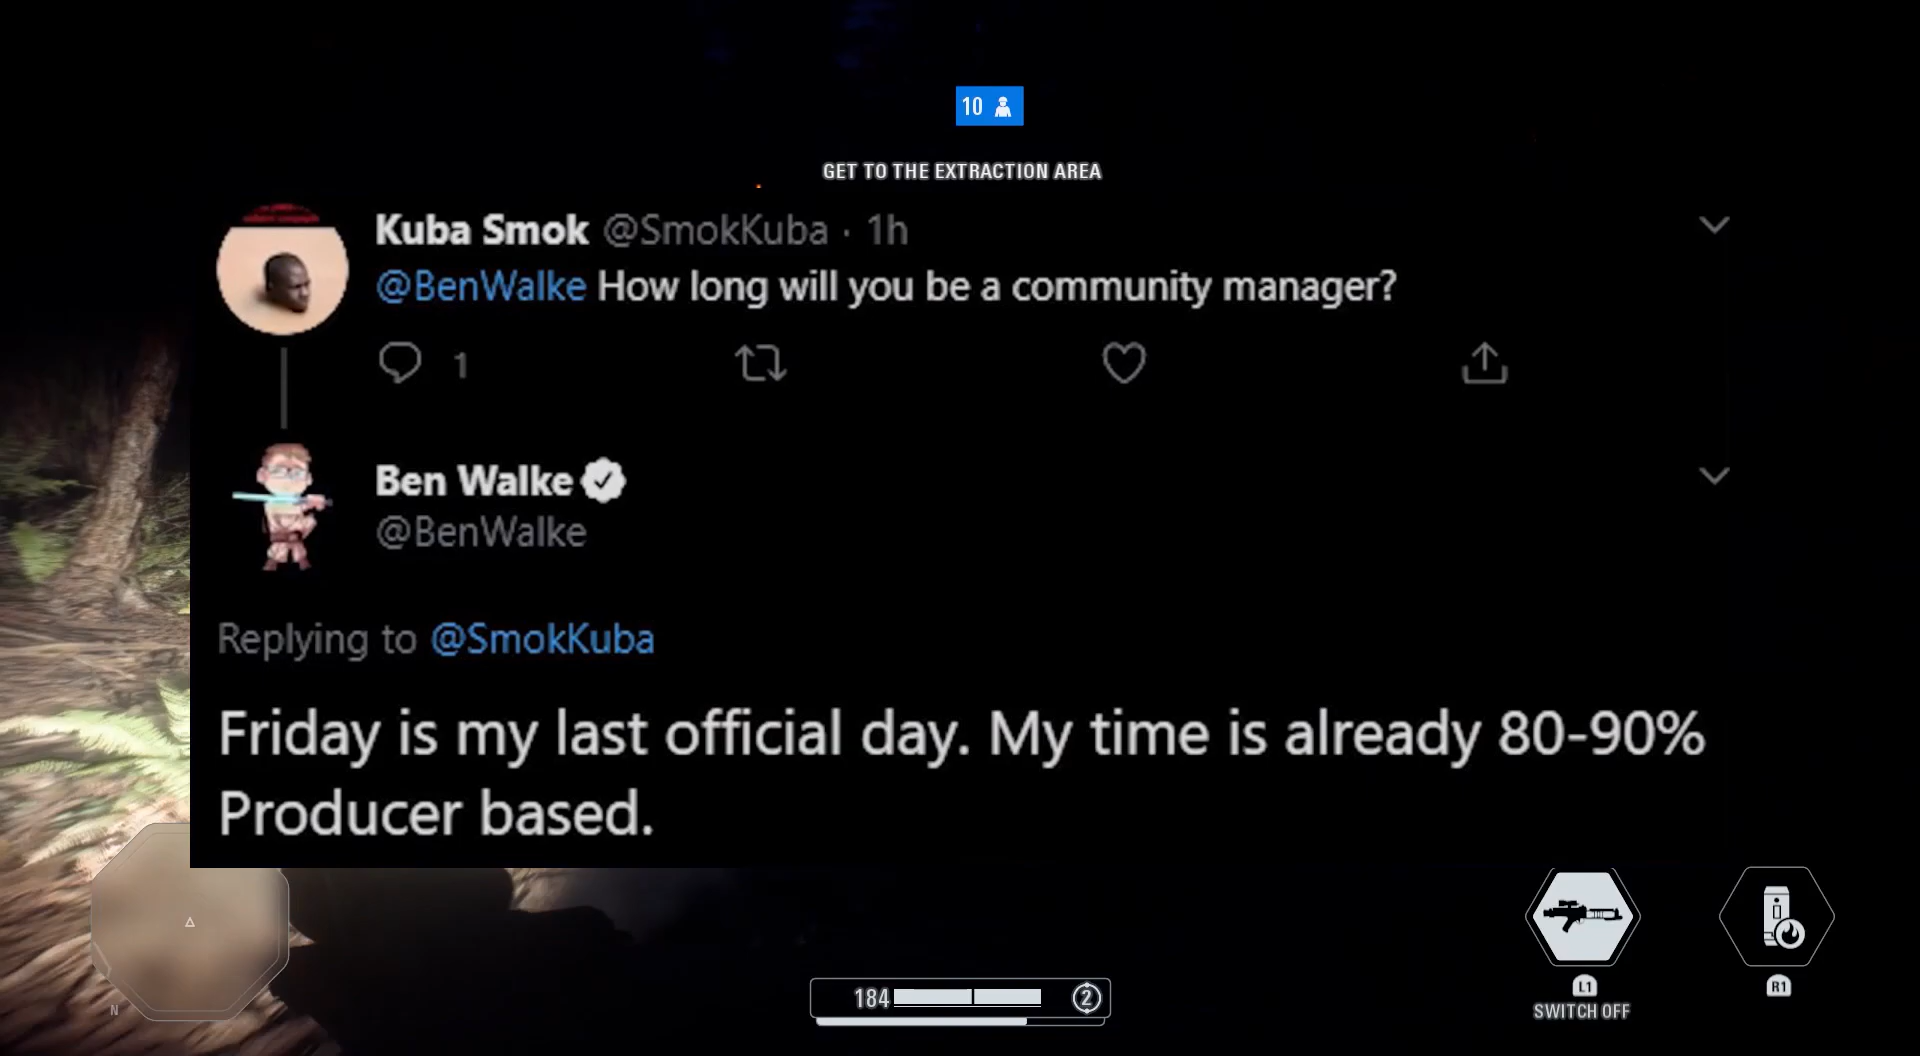 10
GET TO THE EXTRACTION AREA
Kuba Smok @SmokKuba · 1h
@BenWalke How long will you be a community manager?
1
Ben Walke
@BenWalke
Replying to @SmokKuba
Friday is my last official day. My time is already 80-90%
Producer based.
N
184
2
L1
SWITCH OFF
R1